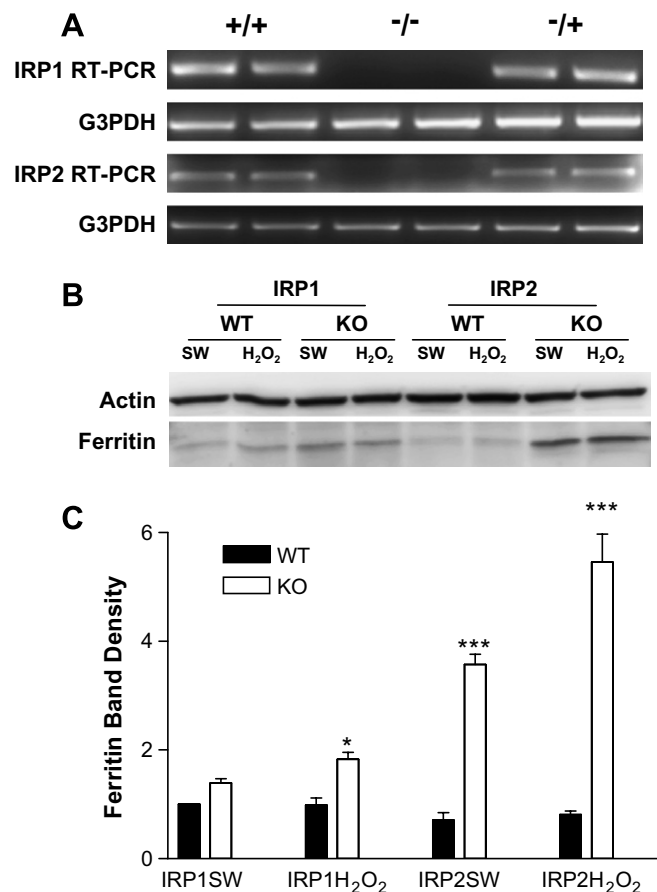 A
+/+ -/- -/+
IRP1 RT-PCR
G3PDH
IRP2 RT-PCR
G3PDH
B
IRP1 IRP2
WT KO WT KO
SW H₂O₂ SW H₂O₂ SW H₂O₂ SW H₂O₂
Actin
Ferritin
C
Ferritin Band Density
6
4
2
0
WT
KO
*
***
***
IRP1SW IRP1H₂O₂ IRP2SW IRP2H₂O₂